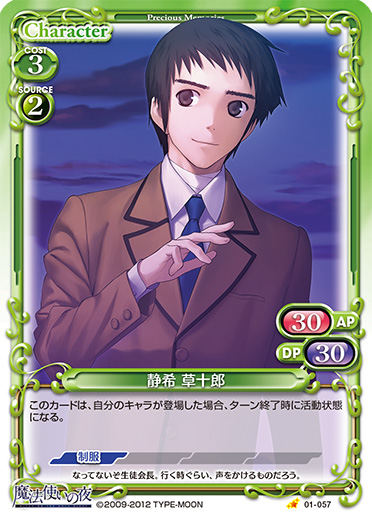 Precious Memories
Character
COST
3
SOURCE
2
30 AP
DP 30
静希 草十郎
このカードは、自分のキャラが登場した場合、ターン終了時に活動状態
になる。
制服
なってないぞ生徒会長。行く時ぐらい、声をかけるものだろう。
魔法使いの夜 ©2009-2012 TYPE-MOON 01-057